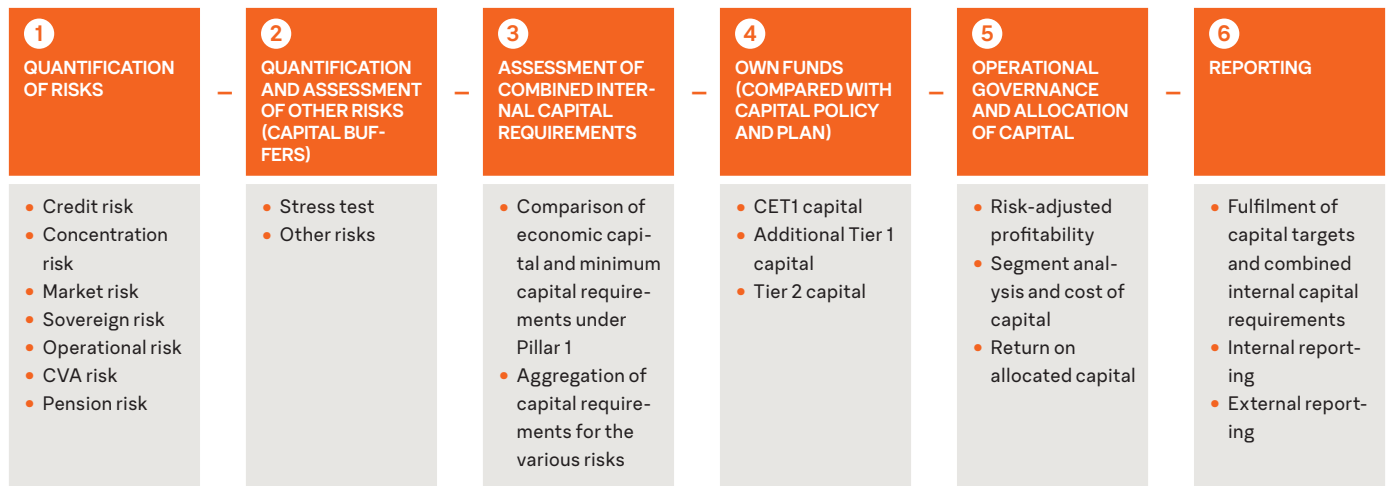 1
QUANTIFICATION
OF RISKS
• Credit risk
• Concentration
risk
• Market risk
• Sovereign risk
• Operational risk
• CVA risk
• Pension risk
2
QUANTIFICATION
AND ASSESSMENT
OF OTHER RISKS
(CAPITAL BUF-
FERS)
• Stress test
• Other risks
3
ASSESSMENT OF
COMBINED INTER-
NAL CAPITAL
REQUIREMENTS
• Comparison of
economic capi-
tal and minimum
capital require-
ments under
Pillar 1
• Aggregation of
capital require-
ments for the
various risks
4
OWN FUNDS
(COMPARED WITH
CAPITAL POLICY
AND PLAN)
• CET1 capital
• Additional Tier 1
capital
• Tier 2 capital
5
OPERATIONAL
GOVERNANCE
AND ALLOCATION
OF CAPITAL
• Risk-adjusted
profitability
• Segment anal-
ysis and cost of
capital
• Return on
allocated capital
6
REPORTING
• Fulfilment of
capital targets
and combined
internal capital
requirements
• Internal report-
ing
• External report-
ing